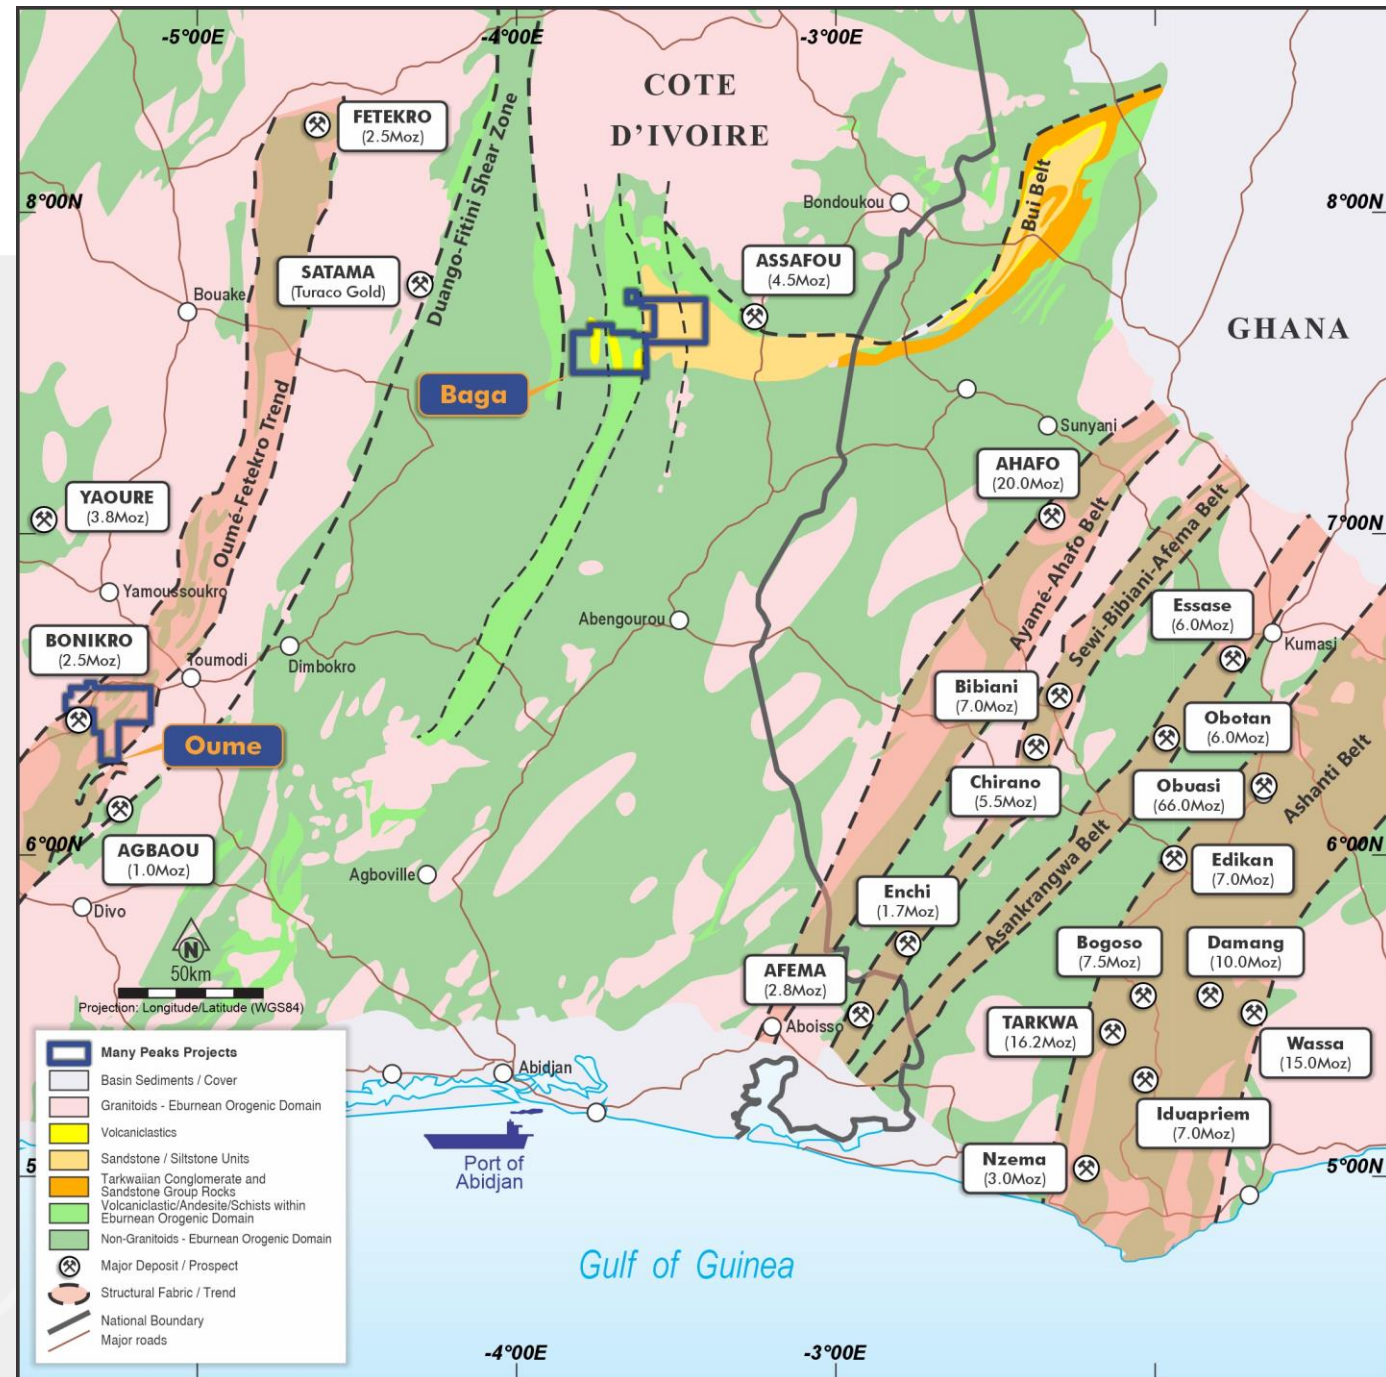 -5°00E
-4°00E
-3°00E
COTE
D'IVOIRE
FETEKRO
(2.5Moz)
8°00N
8°00N
Bondoukou
Bui Belt
Duango-Fitini Shear Zone
SATAMA
(Turaco Gold)
ASSAFOU
(4.5Moz)
Bouake
GHANA
Baga
Oumé-Fetekro Trend
Sunyani
AHAFO
(20.0Moz)
YAOURE
(3.8Moz)
7°00N
Ayamé-Ahafo Belt
Sewi-Bibiani-Afema Belt
Yamoussoukro
Abengourou
Essase
(6.0Moz)
Kumasi
BONIKRO
(2.5Moz)
Toumodi
Dimbokro
Bibiani
(7.0Moz)
Obotan
(6.0Moz)
Oume
Chirano
(5.5Moz)
Obuasi
(66.0Moz)
Ashanti Belt
AGBAOU
(1.0Moz)
6°00N
6°00N
Asankrangwa Belt
Edikan
(7.0Moz)
Agboville
Divo
Enchi
(1.7Moz)
N
50km
Projection: Longitude/Latitude (WGS84)
Bogoso
(7.5Moz)
Damang
(10.0Moz)
AFEMA
(2.8Moz)
Aboisso
TARKWA
(16.2Moz)
Wassa
(15.0Moz)
Abidjan
Iduapriem
(7.0Moz)
Port of
Abidjan
Nzema
(3.0Moz)
5
5°00N
Gulf of Guinea
Many Peaks Projects
Basin Sediments / Cover
Granitoids - Eburnean Orogenic Domain
Volcaniclastics
Sandstone / Siltstone Units
Tarkwaiian Conglomerate and
Sandstone Group Rocks
Volcaniclastic/Andesite/Schists within
Eburnean Orogenic Domain
Non-Granitoids - Eburnean Orogenic Domain
Major Deposit / Prospect
Structural Fabric / Trend
National Boundary
Major roads
-4°00E
-3°00E